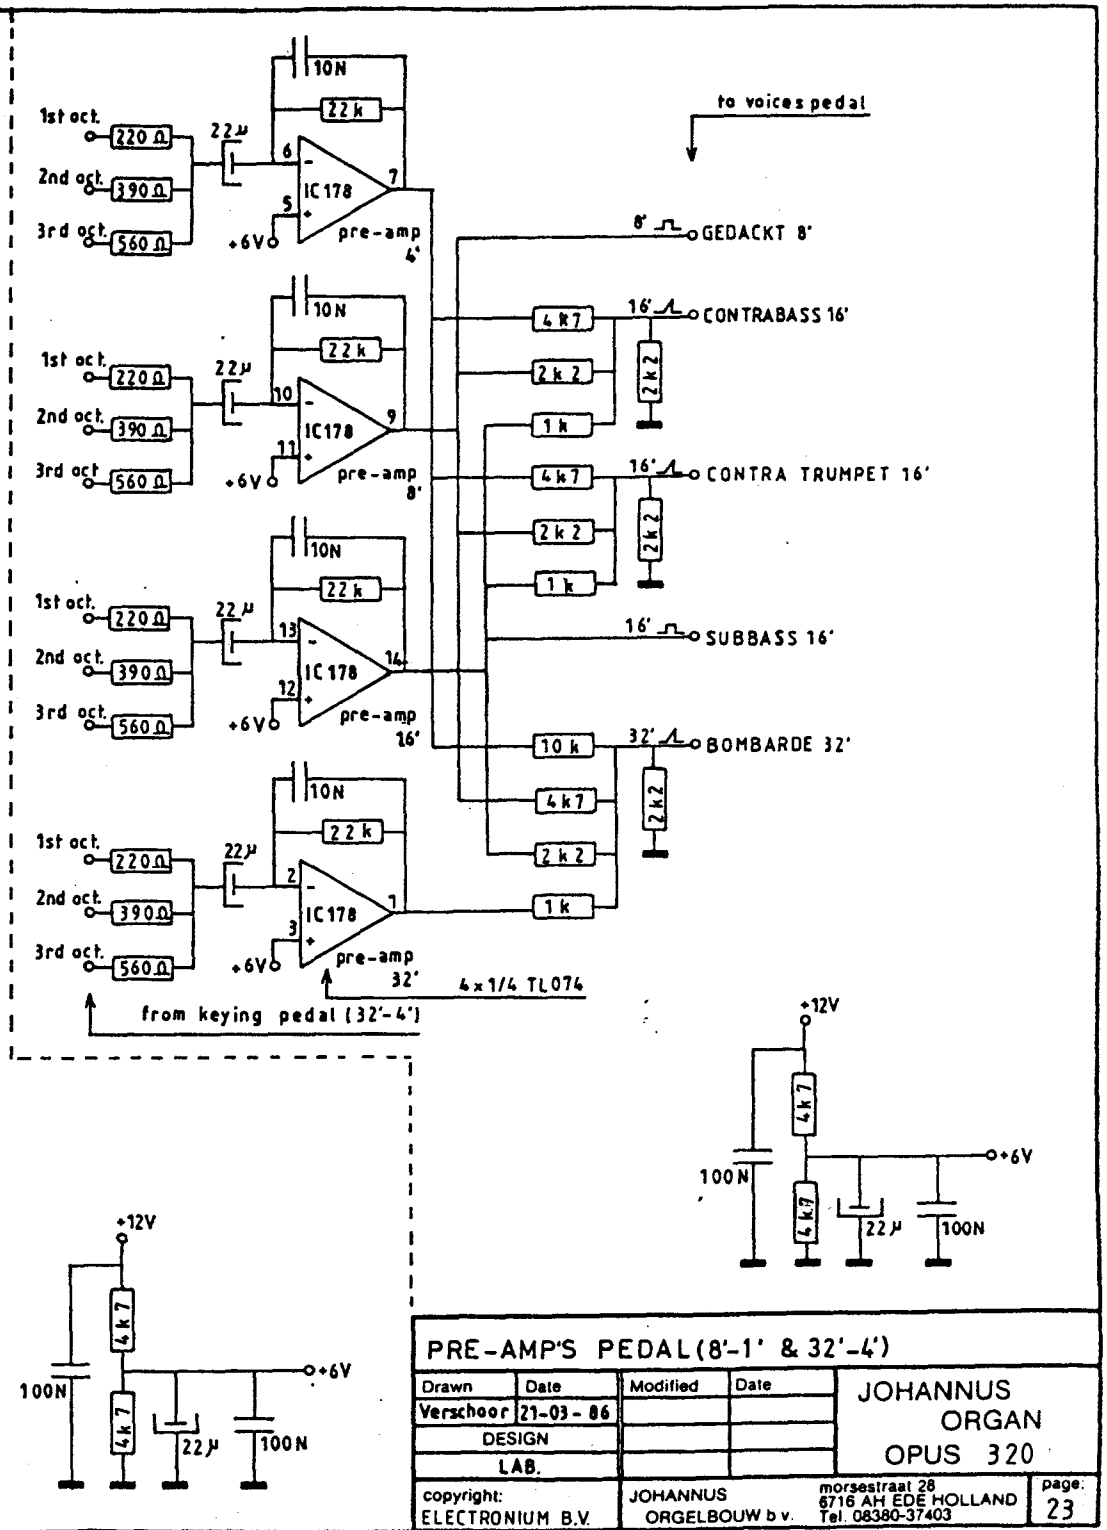 10N
22k
1st oct.
220Ω
22µ
6
-
7
IC178
2nd oct.
390Ω
5
+
3rd oct.
560Ω
+6V
pre-amp
4'
to voices pedal
8'
GEDACKT 8'
10N
22k
1st oct.
220Ω
22µ
10
-
9
IC178
2nd oct.
390Ω
11
+
3rd oct.
560Ω
+6V
pre-amp
8'
4k7
16'
CONTRABASS 16'
2k2
2k2
1k
4k7
16'
CONTRA TRUMPET 16'
2k2
2k2
1k
10N
22k
1st oct.
220Ω
22µ
13
-
14
IC178
2nd oct.
390Ω
12
+
3rd oct.
560Ω
+6V
pre-amp
16'
16'
SUBBASS 16'
10k
32'
BOMBARDE 32'
4k7
2k2
2k2
1k
10N
22k
1st oct.
220Ω
22µ
2
-
1
IC178
2nd oct.
390Ω
3
+
3rd oct.
560Ω
+6V
pre-amp
32'
4x1/4 TL074
from keying pedal (32'-4')
+12V
4k7
+6V
100N
4k7
22µ
100N
+12V
4k7
+6V
100N
4k7
22µ
100N
PRE-AMP'S PEDAL (8'-1' & 32'-4')
Drawn Date Modified Date
Verschoor 21-03-86
DESIGN
LAB.
JOHANNUS
ORGAN
OPUS 320
copyright:
ELECTRONIUM B.V.
JOHANNUS
ORGELBOUW b v.
morsestraat 28
6716 AH EDE HOLLAND
Tel. 08380-37403
page:
23